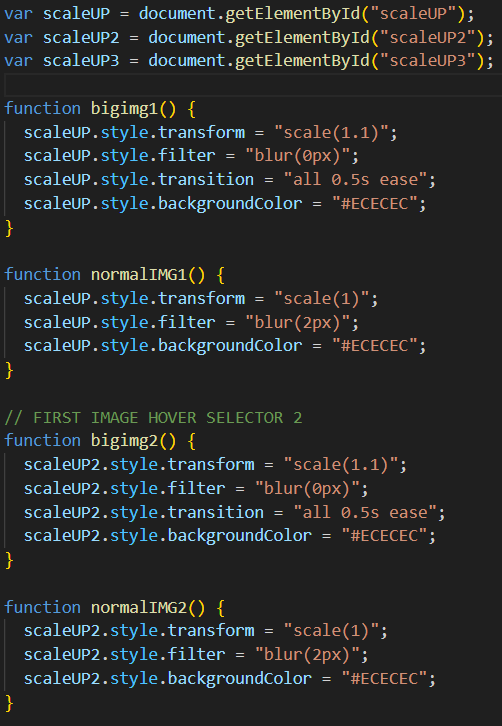 var scaleUP = document.getElementById("scaleUP");
var scaleUP2 = document.getElementById("scaleUP2");
var scaleUP3 = document.getElementById("scaleUP3");

function bigimg1() {
  scaleUP.style.transform = "scale(1.1)";
  scaleUP.style.filter = "blur(0px)";
  scaleUP.style.transition = "all 0.5s ease";
  scaleUP.style.backgroundColor = "#ECECEC";
}

function normalIMG1() {
  scaleUP.style.transform = "scale(1)";
  scaleUP.style.filter = "blur(2px)";
  scaleUP.style.backgroundColor = "#ECECEC";
}

// FIRST IMAGE HOVER SELECTOR 2
function bigimg2() {
  scaleUP2.style.transform = "scale(1.1)";
  scaleUP2.style.filter = "blur(0px)";
  scaleUP2.style.transition = "all 0.5s ease";
  scaleUP2.style.backgroundColor = "#ECECEC";
}

function normalIMG2() {
  scaleUP2.style.transform = "scale(1)";
  scaleUP2.style.filter = "blur(2px)";
  scaleUP2.style.backgroundColor = "#ECECEC";
}